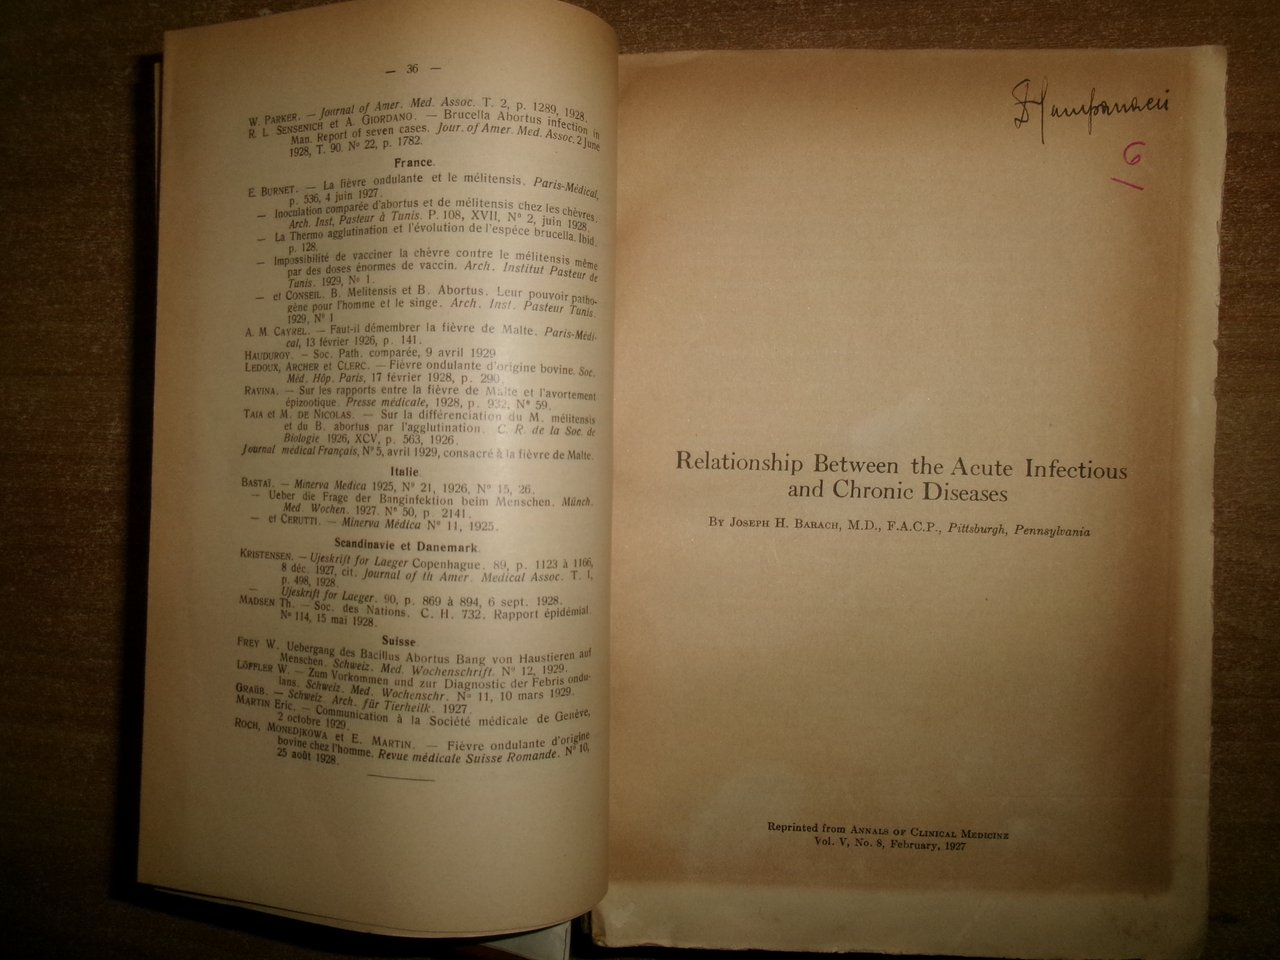 — 36 —
W. PARKER. — Journal of Amer. Med. Assoc. T. 2, p. 1289, 1928.
R. L. SENSENICH et A. GIORDANO. — Brucella Abortus infection in
Man. Report of seven cases. Jour. of Amer. Med. Assoc. 2 June
1928, T. 90. Nº 22, p. 1782.
France.
E. BURNET. — La fièvre ondulante et le mélitensis. Paris-Médical,
p. 536, 4 juin 1927.
— Inoculation comparée d'abortus et de mélitensis chez les chèvres.
Arch. Inst. Pasteur à Tunis. P. 108, XVII, Nº 2, juin 1928.
— La Thermo agglutination et l'évolution de l'espéce brucella. Ibid.
p. 128.
— Impossibilité de vacciner la chèvre contre le mélitensis même
par des doses énormes de vaccin. Arch. Institut Pasteur de
Tunis. 1929, Nº 1.
— et CONSEIL. B. Melitensis et B. Abortus. Leur pouvoir patho-
gène pour l'homme et le singe. Arch. Inst. Pasteur Tunis.
1929, Nº 1
A. M. CAYREL. — Faut-il démembrer la fièvre de Malte. Paris-Médi-
cal, 13 février 1926, p. 141.
HAUDUROY. — Soc. Path. comparée, 9 avril 1929
LEDOUX, ARCHER et CLERC. — Fièvre ondulante d'origine bovine. Soc.
Méd. Hôp. Paris, 17 février 1928, p. 290.
RAVINA. — Sur les rapports entre la fièvre de Malte et l'avortement
épizootique. Presse médicale, 1928, p. 932, Nº 59.
TAIA et M. DE NICOLAS. — Sur la différenciation du M. mélitensis
et du B. abortus par l'agglutination. C. R. de la Soc. de
Biologie 1926, XCV, p. 563, 1926.
Journal médical Français, Nº 5, avril 1929, consacré à la fièvre de Malte.
Italie
BASTAÏ. — Minerva Medica 1925, Nº 21, 1926, Nº 15, 26.
— Ueber die Frage der Banginfektion beim Menschen. Münch.
Med. Wochen. 1927. Nº 50, p. 2141.
— et CERUTTI. — Minerva Médica Nº 11, 1925.
Scandinavie et Danemark.
KRISTENSEN. — Ujeskrift for Laeger Copenhague. 89, p. 1123 à 1166,
8 déc. 1927, cit. Journal of th Amer. Medical Assoc. T. 1,
p. 498, 1928.
— Ujeskrift for Laeger. 90, p. 869 à 894, 6 sept. 1928.
MADSEN Th. — Soc. des Nations. C. H. 732. Rapport épidémial
Nº 114, 15 mai 1928.
Suisse
FREY W. Uebergang des Bacillus Abortus Bang von Haustieren auf
Menschen. Schweiz. Med. Wochenschrift. Nº 12, 1929.
LÖFFLER W. — Zum Vorkommen und zur Diagnostic der Febris ondu-
lans. Schweiz. Med. Wochenschr. Nº 11, 10 mars 1929.
GRAÜB. — Schweiz Arch. für Tierheilk. 1927.
MARTIN Eric. — Communication à la Société médicale de Genève,
2 octobre 1929.
ROCH, MONEDJKOWA et E. MARTIN. — Fièvre ondulante d'origine
bovine chez l'homme. Revue médicale Suisse Romande. Nº 10,
25 août 1928.
6
Relationship Between the Acute Infectious
and Chronic Diseases
BY JOSEPH H. BARACH, M.D., F.A.C.P., Pittsburgh, Pennsylvania
Reprinted from ANNALS OF CLINICAL MEDICINE
Vol. V, No. 8, February, 1927